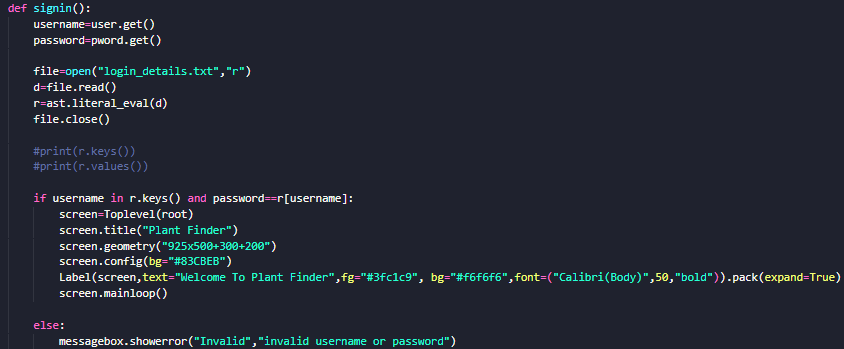 def signin():
    username=user.get()
    password=pword.get()

    file=open("login_details.txt","r")
    d=file.read()
    r=ast.literal_eval(d)
    file.close()

    #print(r.keys())
    #print(r.values())

    if username in r.keys() and password==r[username]:
        screen=Toplevel(root)
        screen.title("Plant Finder")
        screen.geometry("925x500+300+200")
        screen.config(bg="#83CBEB")
        Label(screen,text="Welcome To Plant Finder",fg="#3fc1c9", bg="#f6f6f6",font=("Calibri(Body)",50,"bold")).pack(expand=True)
        screen.mainloop()

    else:
        messagebox.showerror("Invalid","invalid username or password")